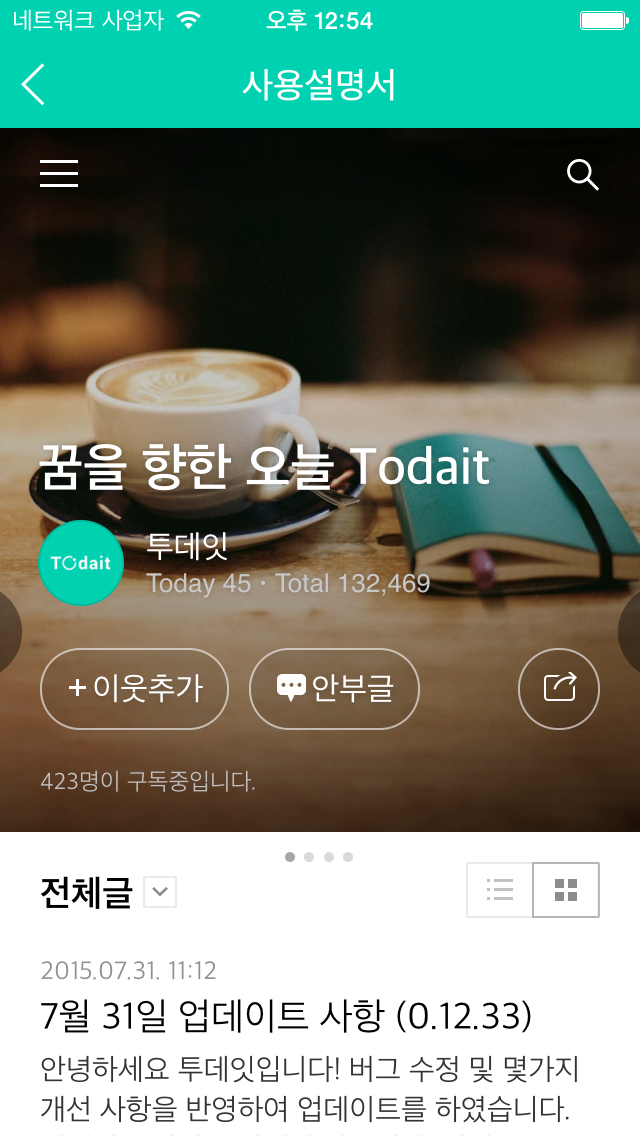 네트워크 사업자 오후 12:54
사용설명서
꿈을 향한 오늘 Todait
Todait
투데잇
Today 45 · Total 132,469
+이웃추가 안부글
423명이 구독중입니다.
전체글
2015.07.31. 11:12
7월 31일 업데이트 사항 (0.12.33)
안녕하세요 투데잇입니다! 버그 수정 및 몇가지
개선 사항을 반영하여 업데이트를 하였습니다.